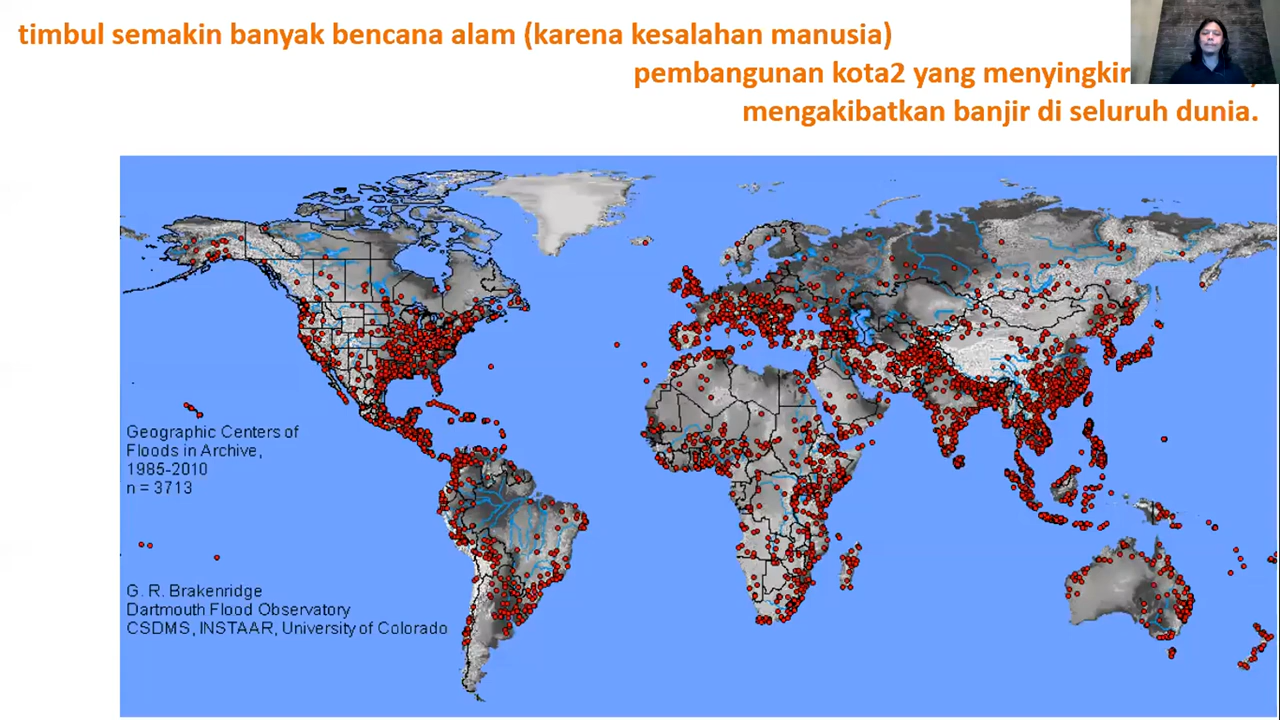 timbul semakin banyak bencana alam (karena kesalahan manusia)
pembangunan kota2 yang
mengakibatkan banjir di seluruh dunia.
Geographic Centers of
Floods in Archive,
1985-2010
n = 3713
G. R. Brakenridge
Dartmouth Flood Observatory
CSDMS, INSTAAR, University of Colorado